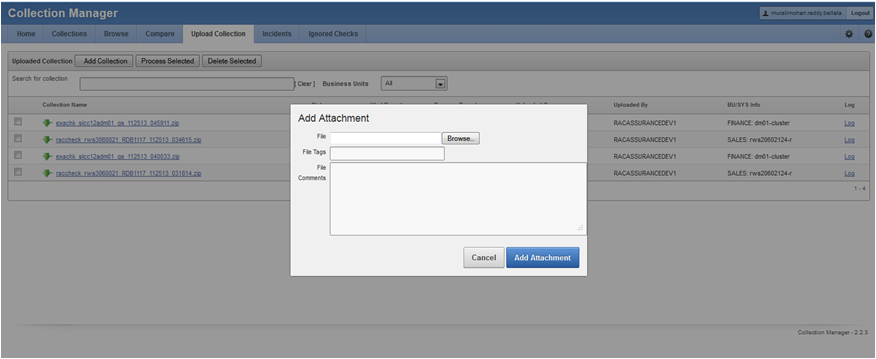 Collection Manager
muralimohan.reddy.ballala Logout
Home Collections Browse Compare Upload Collection Incidents Ignored Checks
Uploaded Collection Add Collection Process Selected Delete Selected
Search for collection [ Clear ] Business Units All
Collection Name Uploaded By BU/SYS Info Log
exachk_slcc12adm01_qs_112513_045911.zip RACASSURANCEDEV1 FINANCE: dm01-cluster Log
raccheck_rws3060021_RDB1117_112513_034615.zip RACASSURANCEDEV1 SALES: rws20602124-r Log
exachk_slcc12adm01_qs_112513_040033.zip RACASSURANCEDEV1 FINANCE: dm01-cluster Log
raccheck_rws3060021_RDB1117_112513_031814.zip RACASSURANCEDEV1 SALES: rws20602124-r Log
1 - 4
Add Attachment
File Browse..
File Tags
File
Comments
Cancel Add Attachment
Collection Manager - 2.2.3